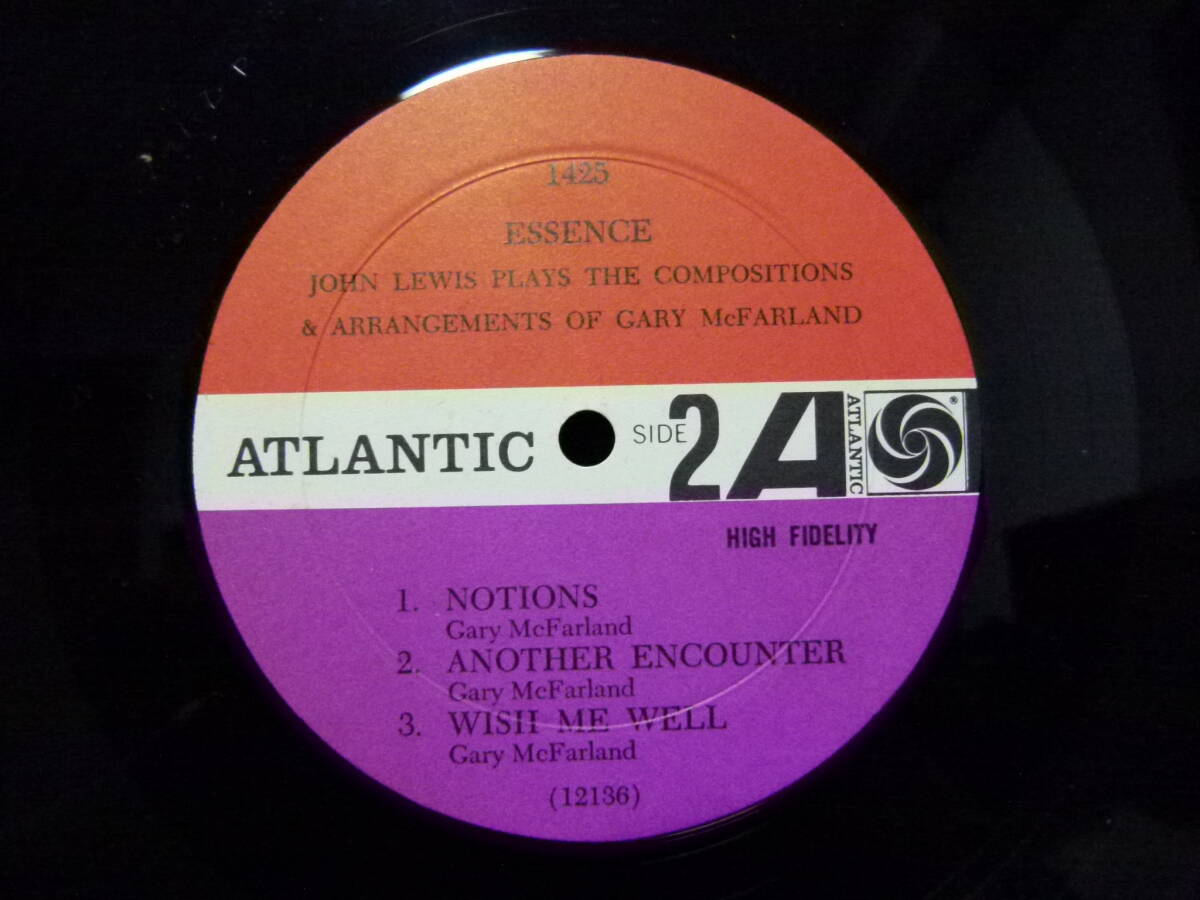 1425
ESSENCE
JOHN LEWIS PLAYS THE COMPOSITIONS
& ARRANGEMENTS OF GARY McFARLAND
ATLANTIC SIDE 2 A ATLANTIC ®
HIGH FIDELITY
1. NOTIONS
Gary McFarland
2. ANOTHER ENCOUNTER
Gary McFarland
3. WISH ME WELL
Gary McFarland
(12136)